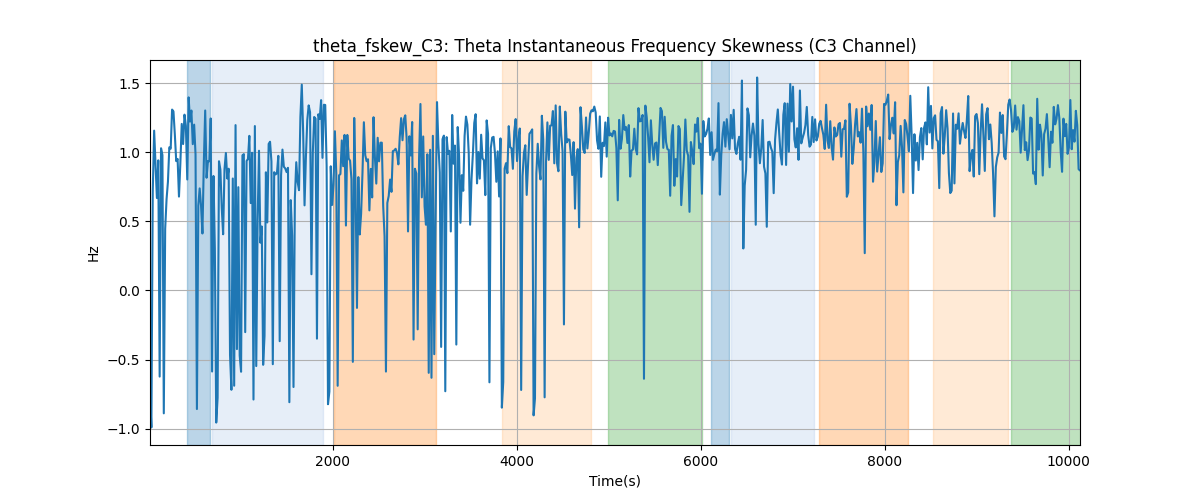 theta_fskew_C3: Theta Instantaneous Frequency Skewness (C3 Channel)
1.5
1.0
0.5
0.0
−0.5
−1.0
Hz
2000 4000 6000 8000 10000
Time(s)